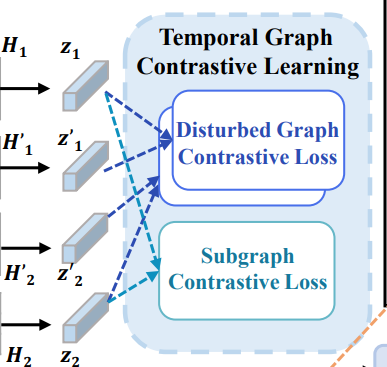 Temporal Graph
Contrastive Learning
H₁
z₁
Disturbed Graph
Contrastive Loss
H'₁
z'₁
Subgraph
Contrastive Loss
H'₂
z'₂
H₂
z₂